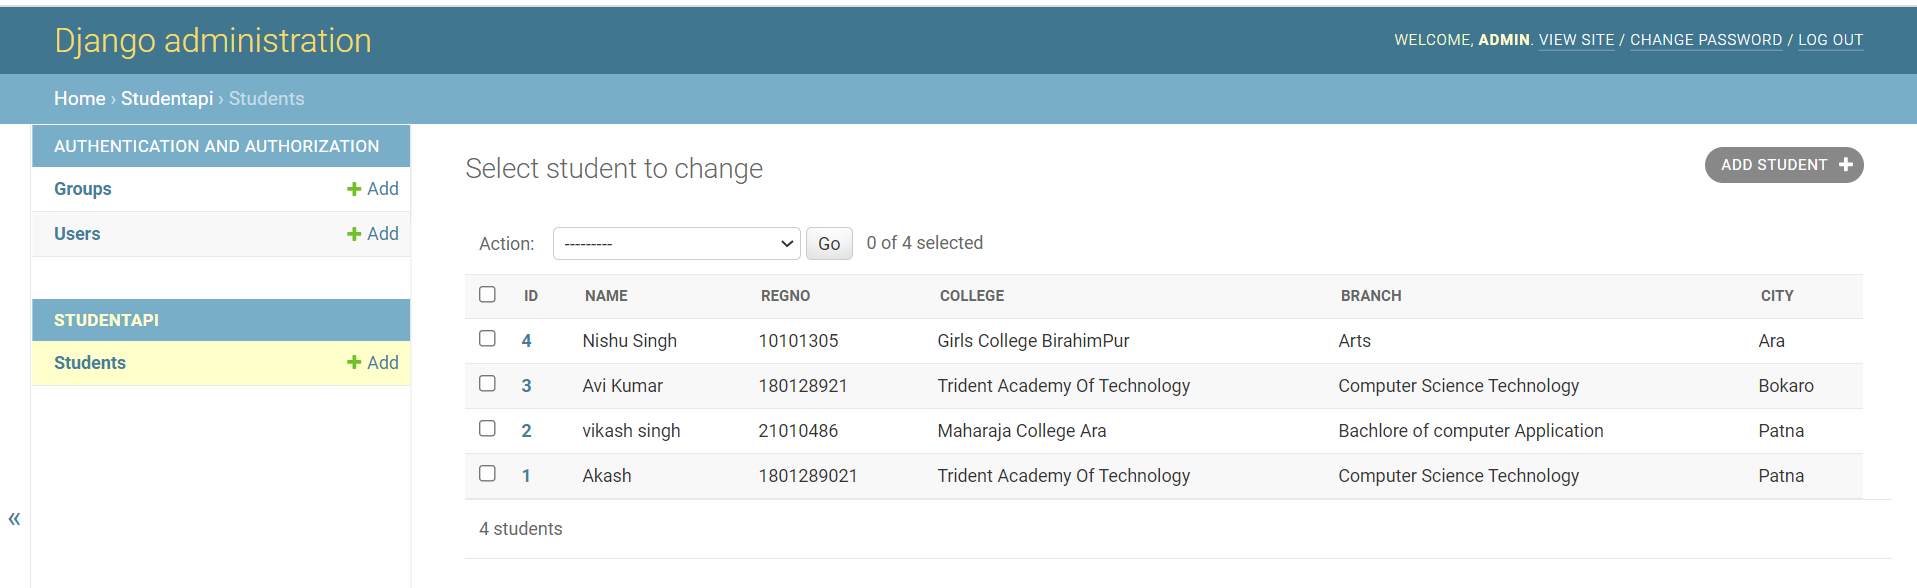 Django administration
WELCOME, ADMIN. VIEW SITE / CHANGE PASSWORD / LOG OUT
Home › Studentapi › Students
AUTHENTICATION AND AUTHORIZATION
Groups + Add
Users + Add
STUDENTAPI
Students + Add
«
Select student to change
ADD STUDENT +
Action: --------- Go 0 of 4 selected
ID NAME REGNO COLLEGE BRANCH CITY
4 Nishu Singh 10101305 Girls College BirahimPur Arts Ara
3 Avi Kumar 180128921 Trident Academy Of Technology Computer Science Technology Bokaro
2 vikash singh 21010486 Maharaja College Ara Bachlore of computer Application Patna
1 Akash 1801289021 Trident Academy Of Technology Computer Science Technology Patna
4 students